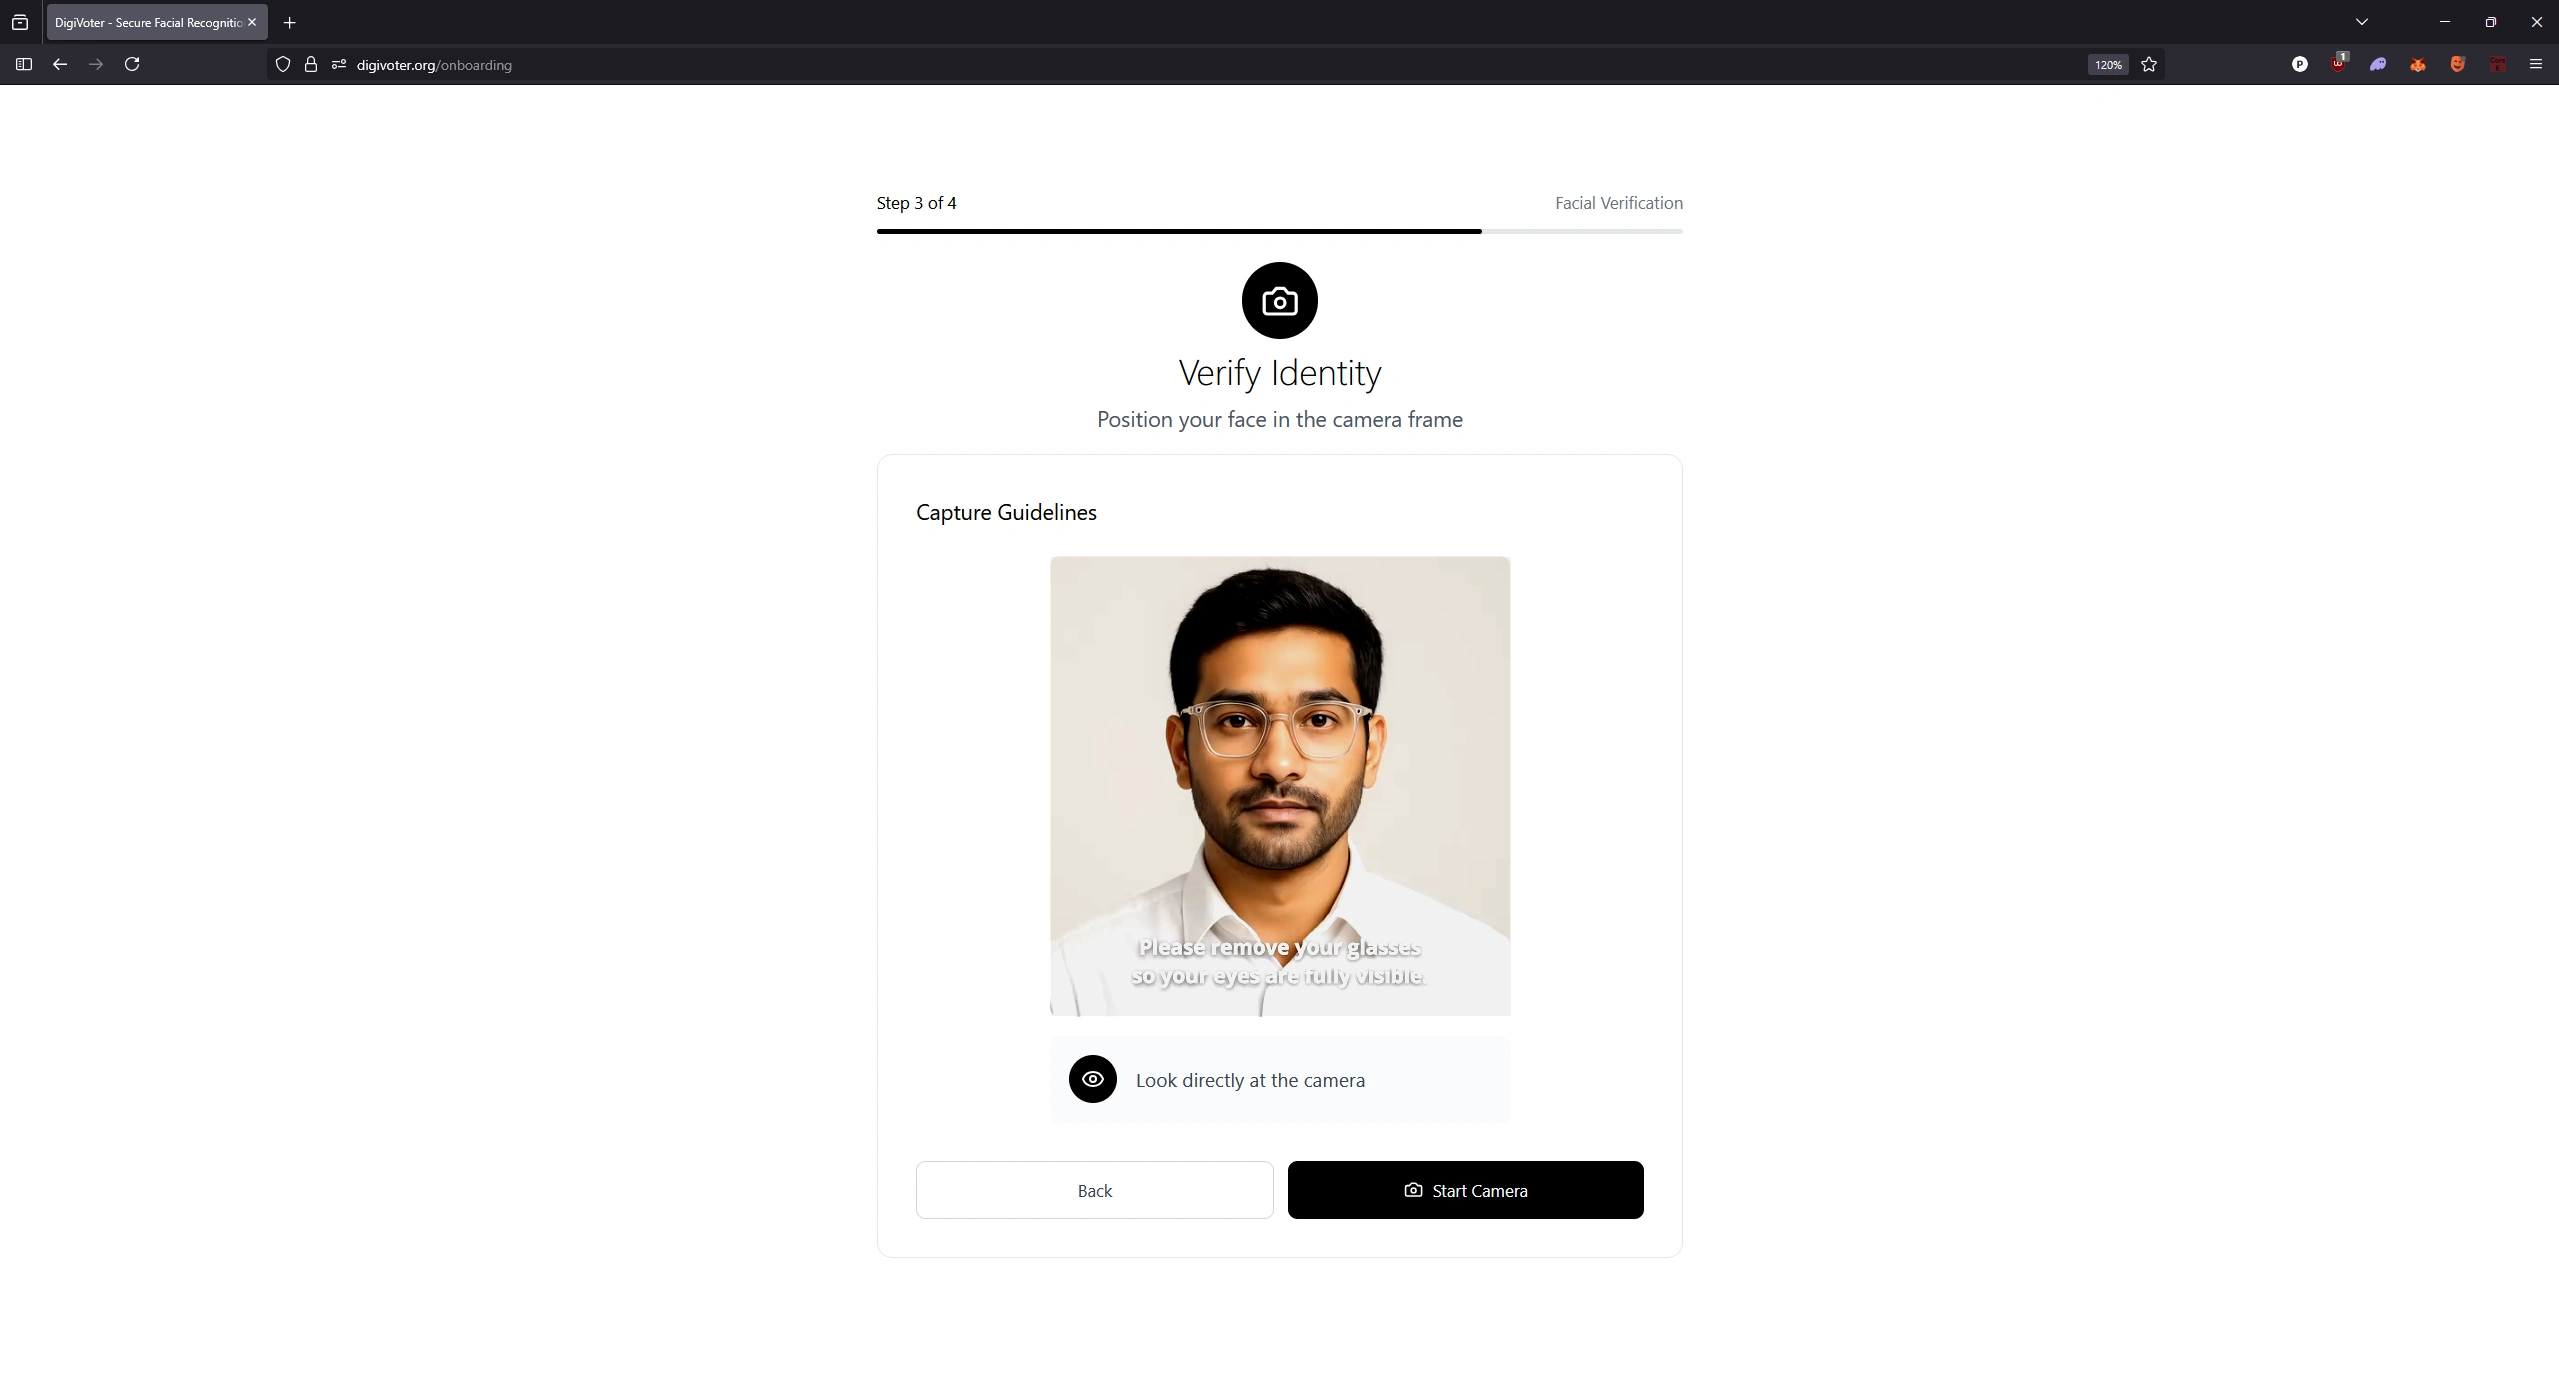 DigiVoter - Secure Facial Recognitio
digivoter.org/onboarding
120%
1
Step 3 of 4
Facial Verification
Verify Identity
Position your face in the camera frame
Capture Guidelines
Please remove your glasses
so your eyes are fully visible.
Look directly at the camera
Back
Start Camera